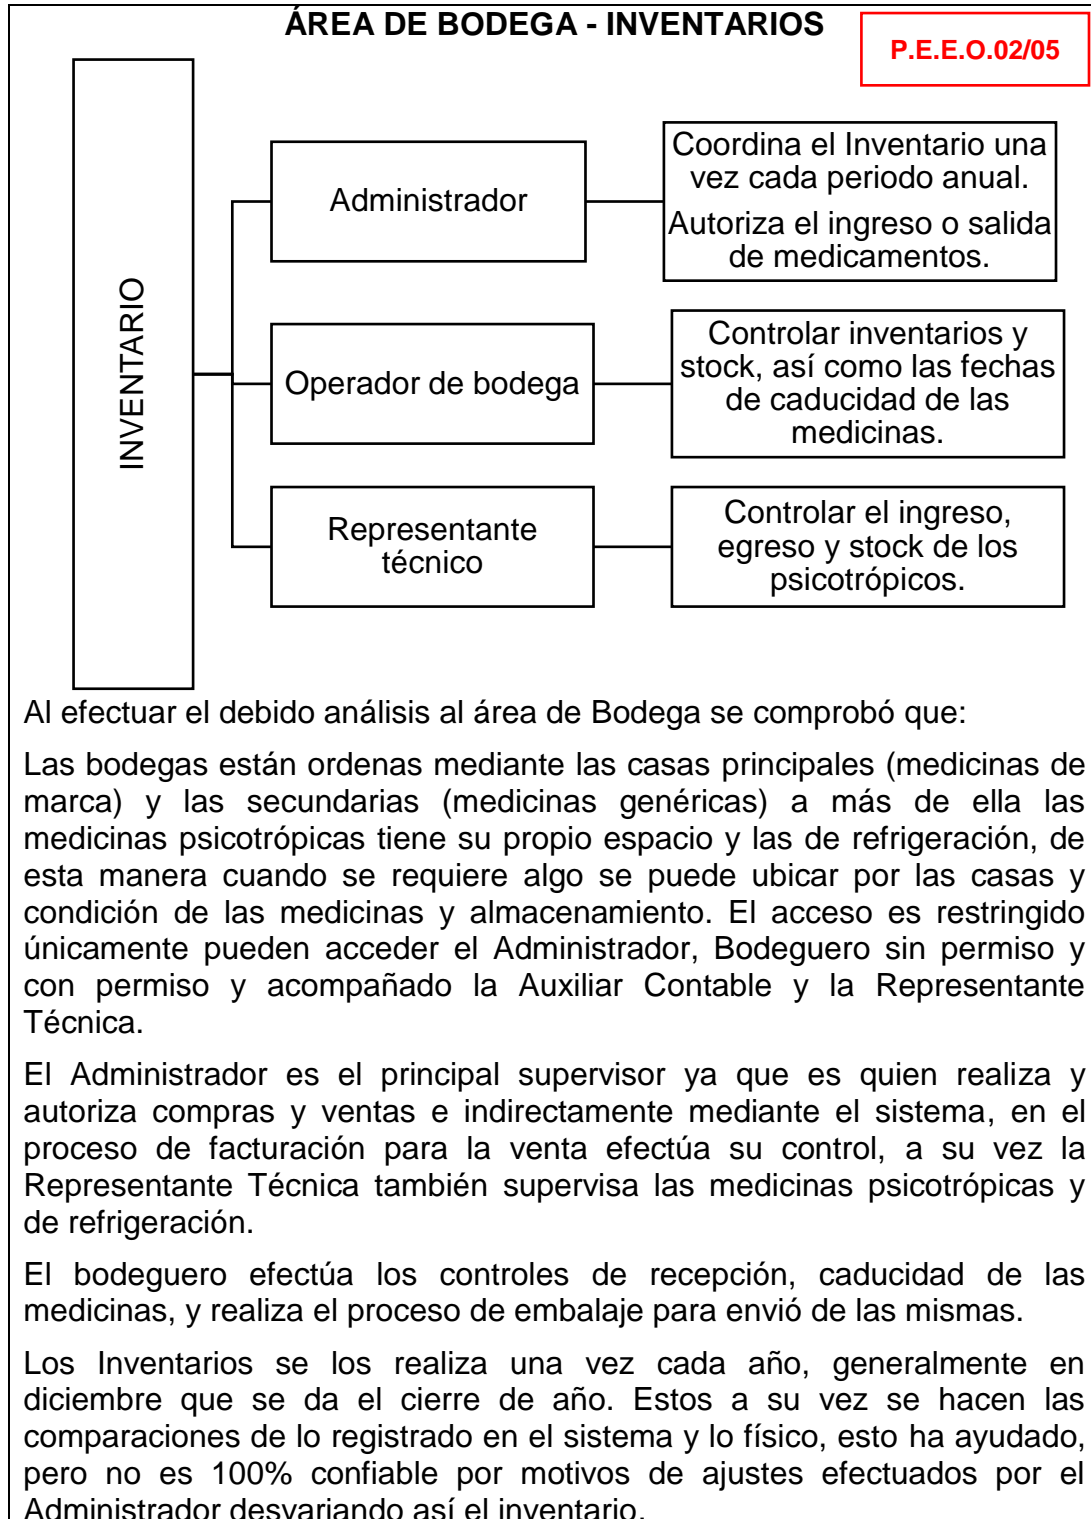 ÁREA DE BODEGA - INVENTARIOS
P.E.E.O.02/05
INVENTARIO
Administrador
Coordina el Inventario una
vez cada periodo anual.
Autoriza el ingreso o salida
de medicamentos.
Operador de bodega
Controlar inventarios y
stock, así como las fechas
de caducidad de las
medicinas.
Representante
técnico
Controlar el ingreso,
egreso y stock de los
psicotrópicos.
Al efectuar el debido análisis al área de Bodega se comprobó que:
Las bodegas están ordenas mediante las casas principales (medicinas de
marca) y las secundarias (medicinas genéricas) a más de ella las
medicinas psicotrópicas tiene su propio espacio y las de refrigeración, de
esta manera cuando se requiere algo se puede ubicar por las casas y
condición de las medicinas y almacenamiento. El acceso es restringido
únicamente pueden acceder el Administrador, Bodeguero sin permiso y
con permiso y acompañado la Auxiliar Contable y la Representante
Técnica.
El Administrador es el principal supervisor ya que es quien realiza y
autoriza compras y ventas e indirectamente mediante el sistema, en el
proceso de facturación para la venta efectúa su control, a su vez la
Representante Técnica también supervisa las medicinas psicotrópicas y
de refrigeración.
El bodeguero efectúa los controles de recepción, caducidad de las
medicinas, y realiza el proceso de embalaje para envió de las mismas.
Los Inventarios se los realiza una vez cada año, generalmente en
diciembre que se da el cierre de año. Estos a su vez se hacen las
comparaciones de lo registrado en el sistema y lo físico, esto ha ayudado,
pero no es 100% confiable por motivos de ajustes efectuados por el
Administrador desvariando así el inventario.